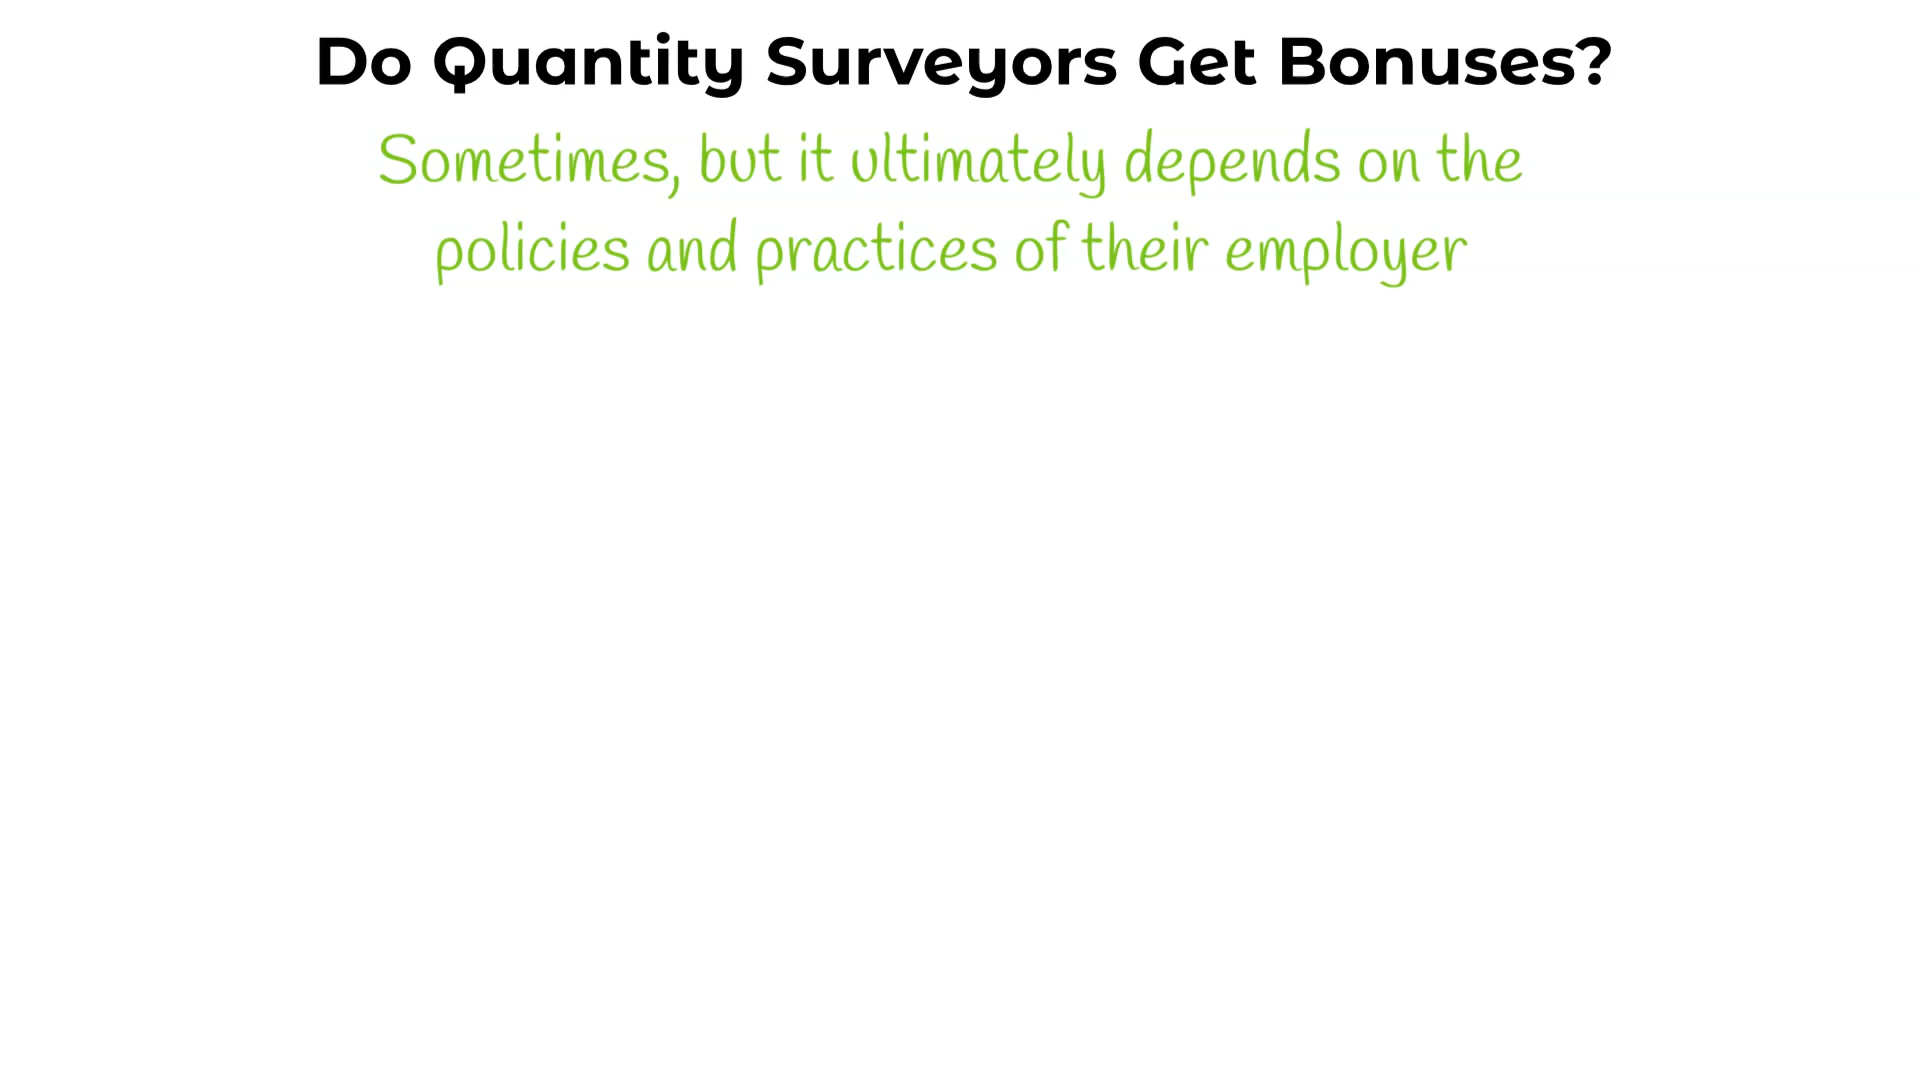 Do Quantity Surveyors Get Bonuses?
Sometimes, but it ultimately depends on the
policies and practices of their employer